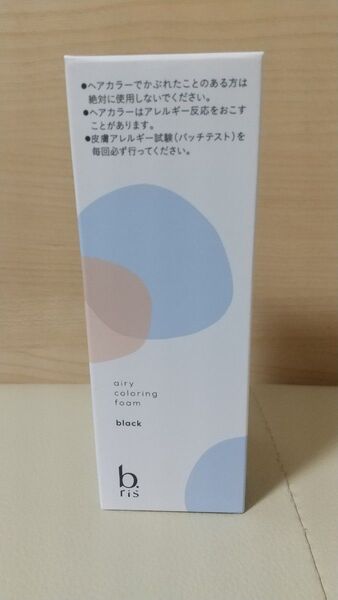 ●ヘアカラーでかぶれたことのある方は
絶対に使用しないでください。
●ヘアカラーはアレルギー反応をおこす
ことがあります。
●皮膚アレルギー試験(パッチテスト)を
毎回必ず行ってください。
airy
coloring
foam
black
b.
ris